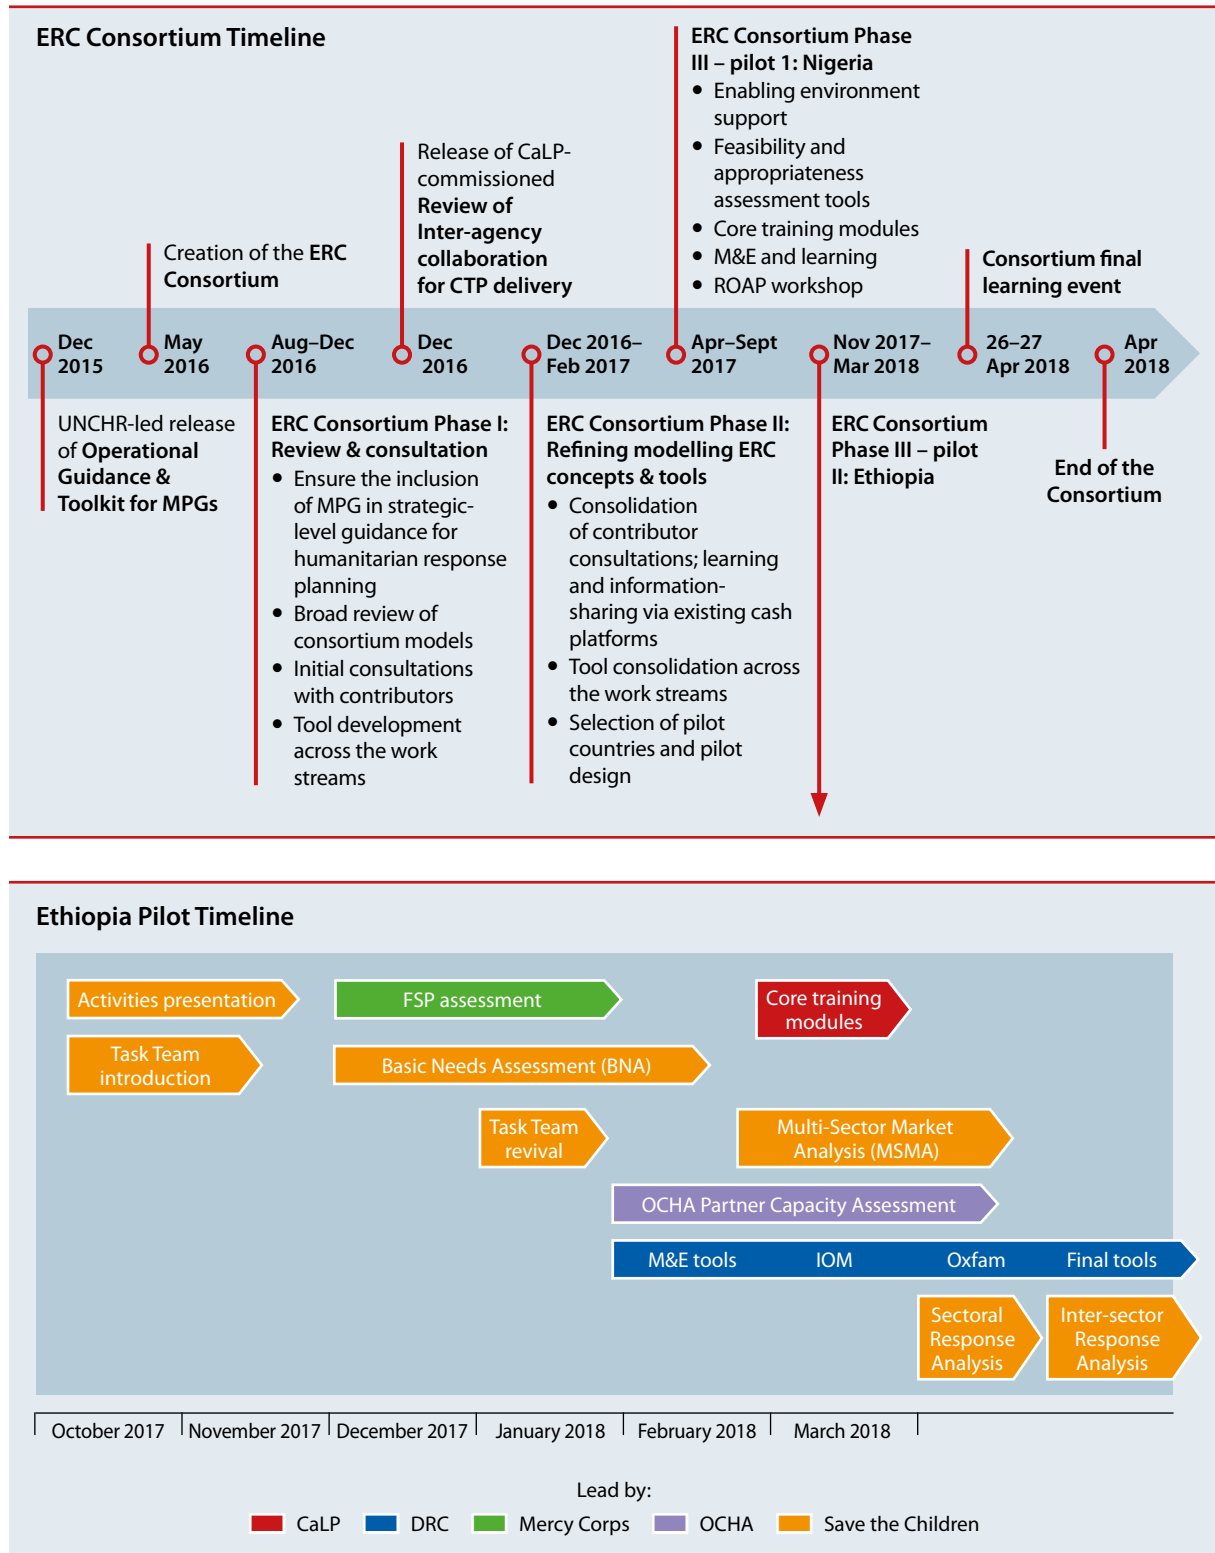 ERC Consortium Timeline
ERC Consortium Phase
III – pilot 1: Nigeria
• Enabling environment
support
• Feasibility and
appropriateness
assessment tools
• Core training modules
• M&E and learning
• ROAP workshop
Release of CaLP-
commissioned
Review of
Inter-agency
collaboration
for CTP delivery
Creation of the ERC
Consortium
Consortium final
learning event
Dec
2015
May
2016
Aug–Dec
2016
Dec
2016
Dec 2016–
Feb 2017
Apr–Sept
2017
Nov 2017–
Mar 2018
26–27
Apr 2018
Apr
2018
UNCHR-led release
of Operational
Guidance &
Toolkit for MPGs
ERC Consortium Phase I:
Review & consultation
• Ensure the inclusion
of MPG in strategic-
level guidance for
humanitarian response
planning
• Broad review of
consortium models
• Initial consultations
with contributors
• Tool development
across the work
streams
ERC Consortium Phase II:
Refining modelling ERC
concepts & tools
• Consolidation
of contributor
consultations; learning
and information-
sharing via existing cash
platforms
• Tool consolidation across
the work streams
• Selection of pilot
countries and pilot
design
ERC Consortium
Phase III – pilot
II: Ethiopia
End of the
Consortium
Ethiopia Pilot Timeline
Activities presentation
FSP assessment
Core training
modules
Task Team
introduction
Basic Needs Assessment (BNA)
Task Team
revival
Multi-Sector Market
Analysis (MSMA)
OCHA Partner Capacity Assessment
M&E tools IOM Oxfam Final tools
Sectoral
Response
Analysis
Inter-sector
Response
Analysis
October 2017 November 2017 December 2017 January 2018 February 2018 March 2018
Lead by:
CaLP DRC Mercy Corps OCHA Save the Children